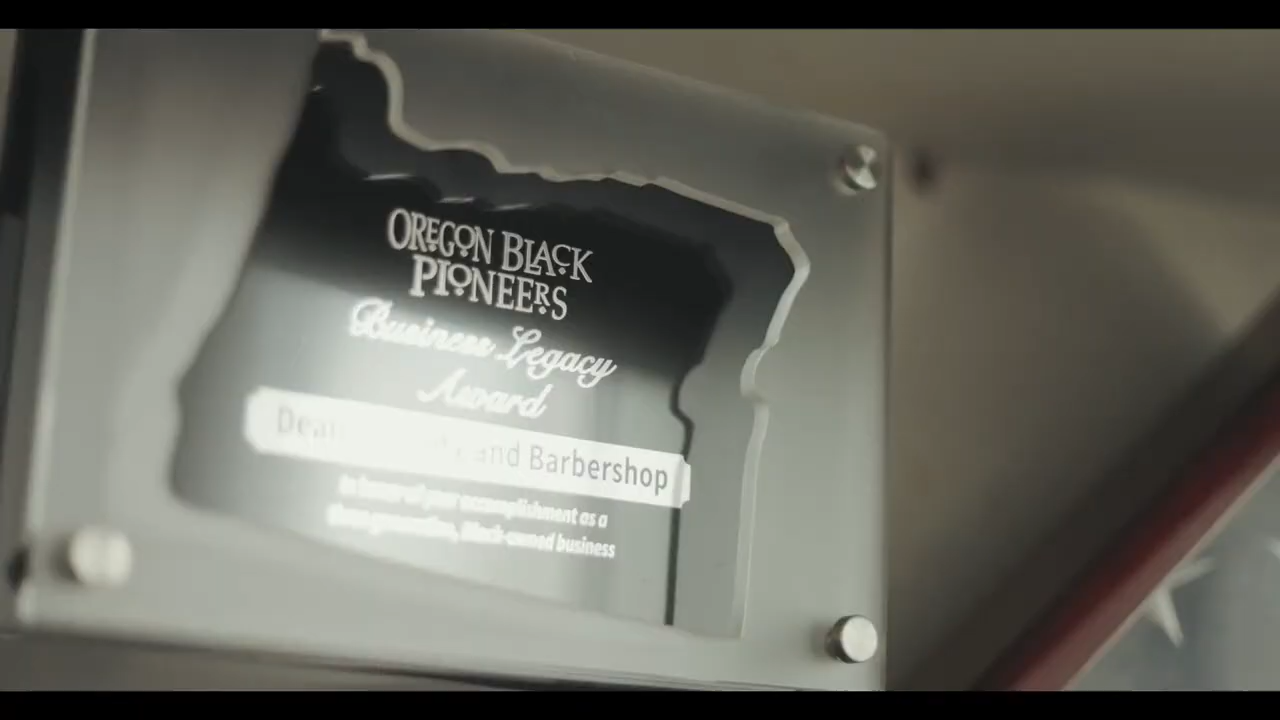 OREGON BLACK
PIONEERS
Business Legacy
Award
and Barbershop
In honor of your accomplishment as a
three generation, Black-owned business